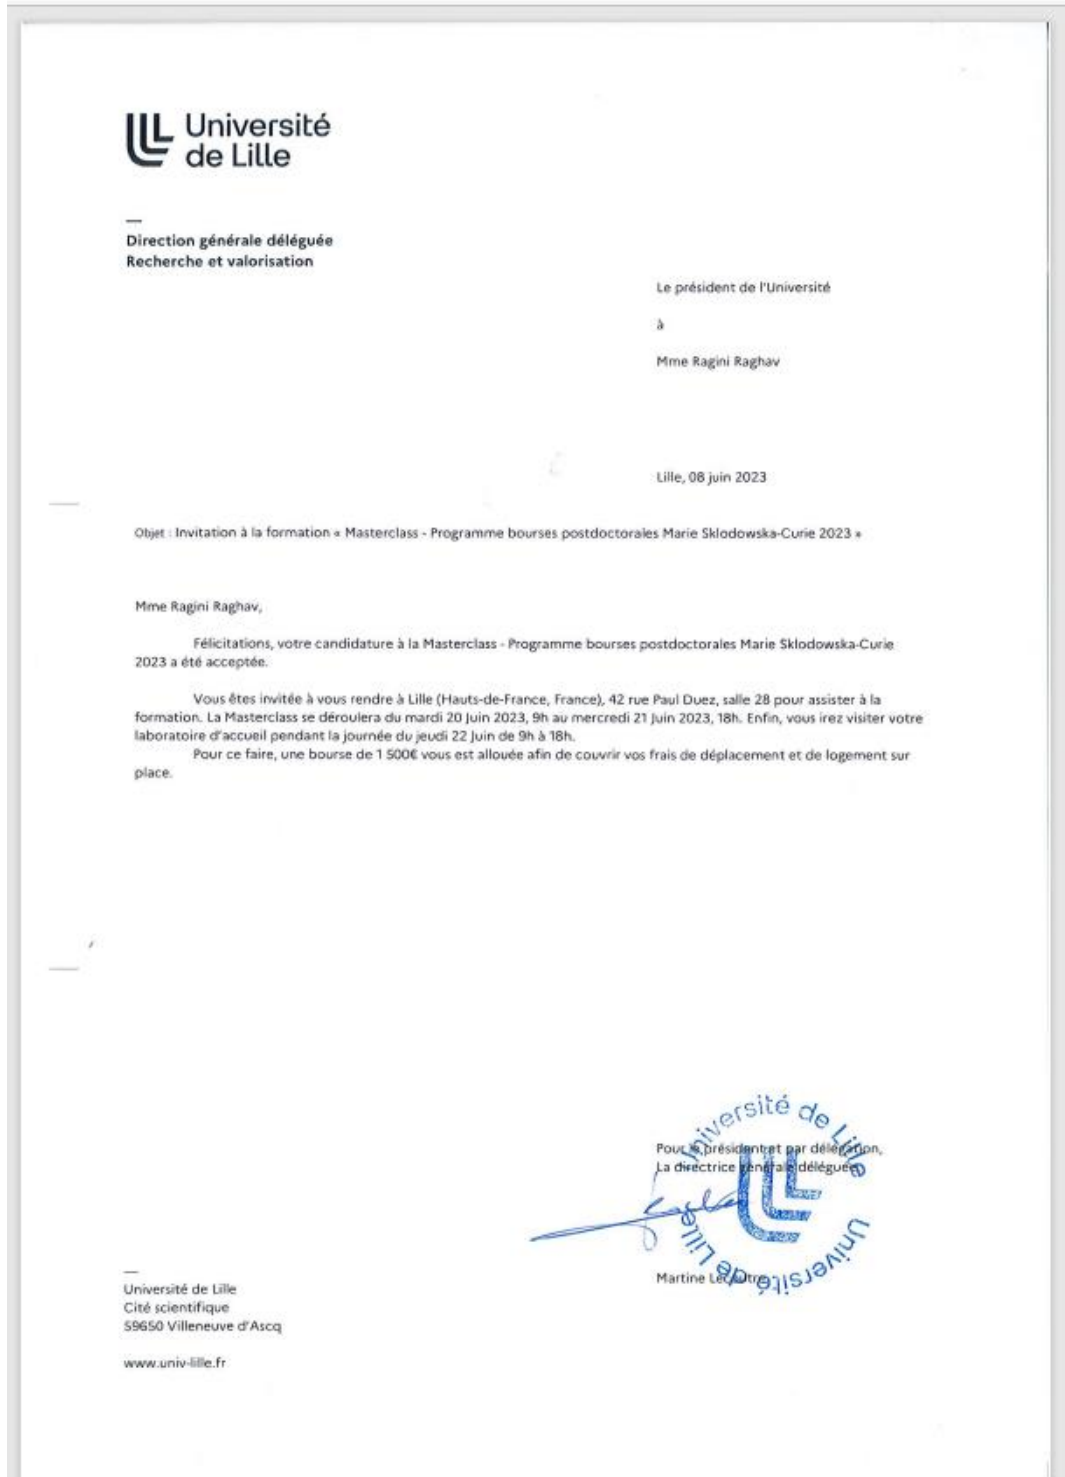 Université
de Lille
—
Direction générale déléguée
Recherche et valorisation
Le président de l'Université
à
Mme Ragini Raghav
Lille, 08 juin 2023
Objet : Invitation à la formation « Masterclass - Programme bourses postdoctorales Marie Sklodowska-Curie 2023 »
Mme Ragini Raghav,
Félicitations, votre candidature à la Masterclass - Programme bourses postdoctorales Marie Sklodowska-Curie
2023 a été acceptée.
Vous êtes invitée à vous rendre à Lille (Hauts-de-France, France), 42 rue Paul Duez, salle 28 pour assister à la
formation. La Masterclass se déroulera du mardi 20 Juin 2023, 9h au mercredi 21 Juin 2023, 18h. Enfin, vous irez visiter votre
laboratoire d'accueil pendant la journée du jeudi 22 Juin de 9h à 18h.
Pour ce faire, une bourse de 1 500€ vous est allouée afin de couvrir vos frais de déplacement et de logement sur
place.
Université de Lille Université de Lille
Pour le président et par délégation,
La directrice générale déléguée
Martine
—
Université de Lille
Cité scientifique
59650 Villeneuve d'Ascq
www.univ-lille.fr